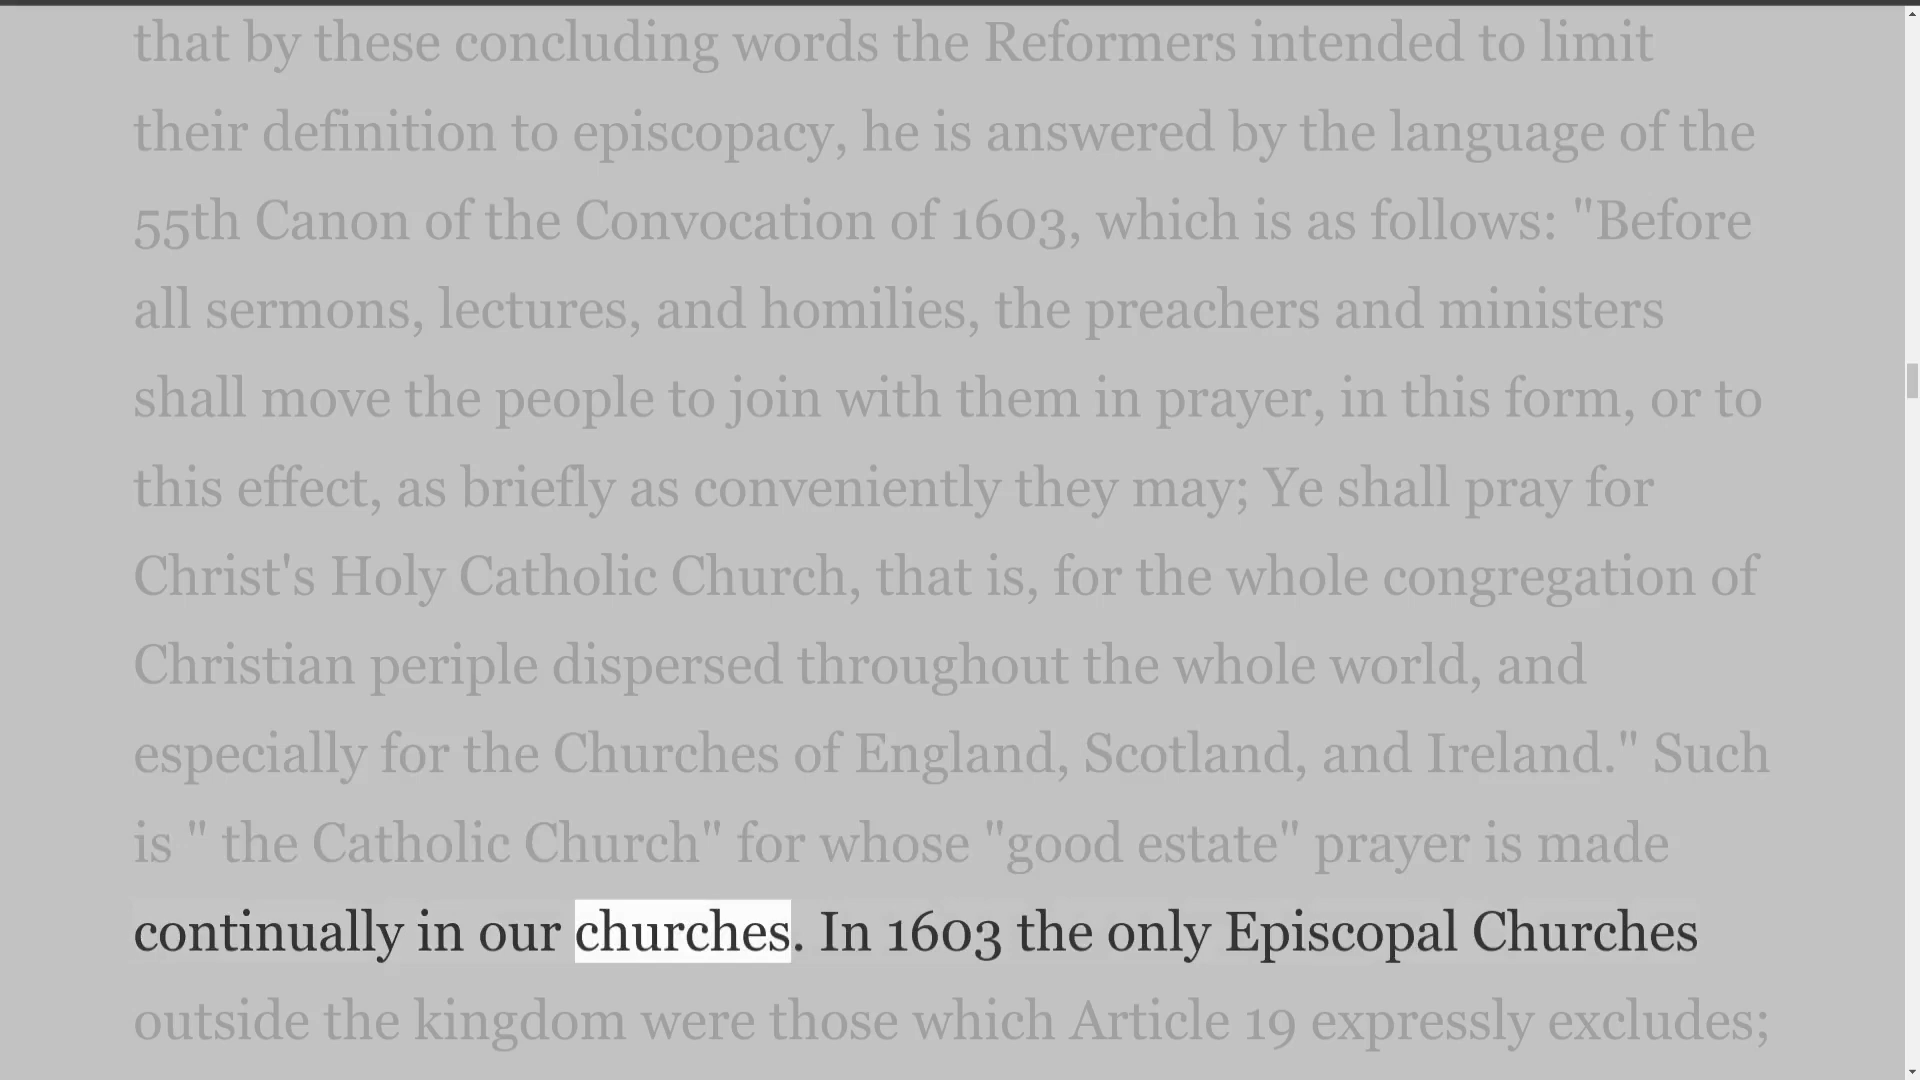 that by these concluding words the Reformers intended to limit
their definition to episcopacy, he is answered by the language of the
55th Canon of the Convocation of 1603, which is as follows: "Before
all sermons, lectures, and homilies, the preachers and ministers
shall move the people to join with them in prayer, in this form, or to
this effect, as briefly as conveniently they may; Ye shall pray for
Christ's Holy Catholic Church, that is, for the whole congregation of
Christian periple dispersed throughout the whole world, and
especially for the Churches of England, Scotland, and Ireland." Such
is " the Catholic Church" for whose "good estate" prayer is made
continually in our churches. In 1603 the only Episcopal Churches
outside the kingdom were those which Article 19 expressly excludes;